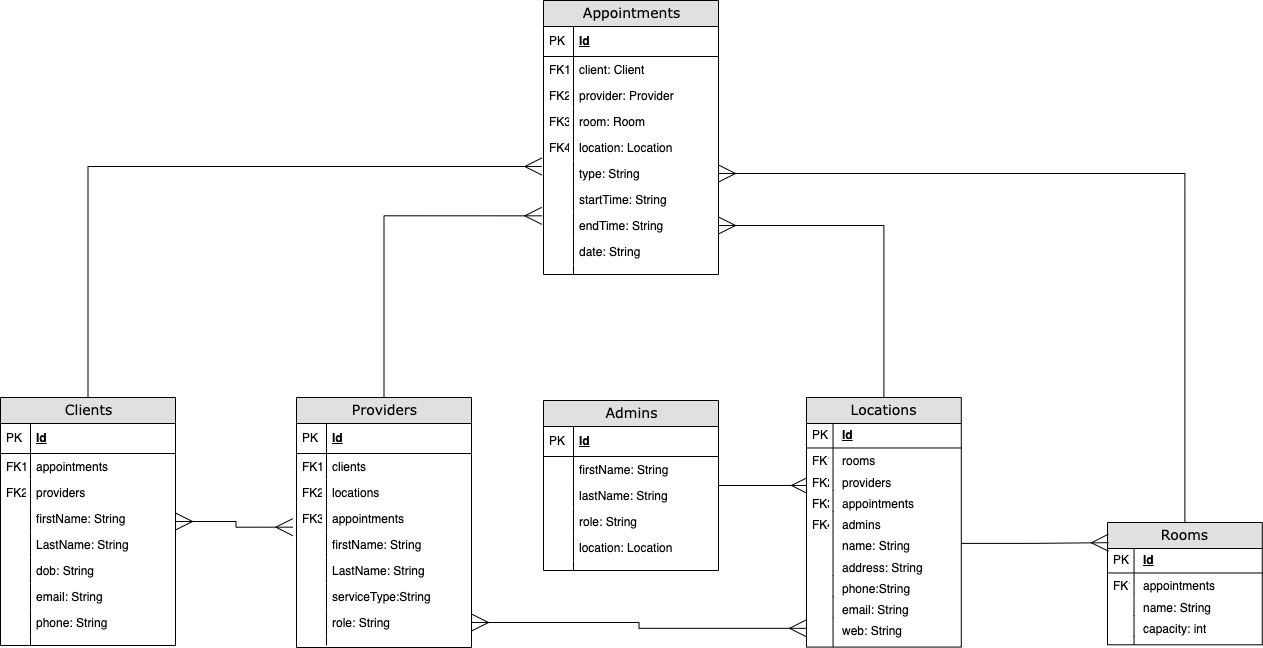 Appointments
PK Id
FK1 client: Client
FK2 provider: Provider
FK3 room: Room
FK4 location: Location
type: String
startTime: String
endTime: String
date: String
Clients
PK Id
FK1 appointments
FK2 providers
firstName: String
LastName: String
dob: String
email: String
phone: String
Providers
PK Id
FK1 clients
FK2 locations
FK3 appointments
firstName: String
LastName: String
serviceType:String
role: String
Admins
PK Id
firstName: String
lastName: String
role: String
location: Location
Locations
PK Id
FK1 rooms
FK2 providers
FK3 appointments
FK4 admins
name: String
address: String
phone:String
email: String
web: String
Rooms
PK Id
FK appointments
name: String
capacity: int